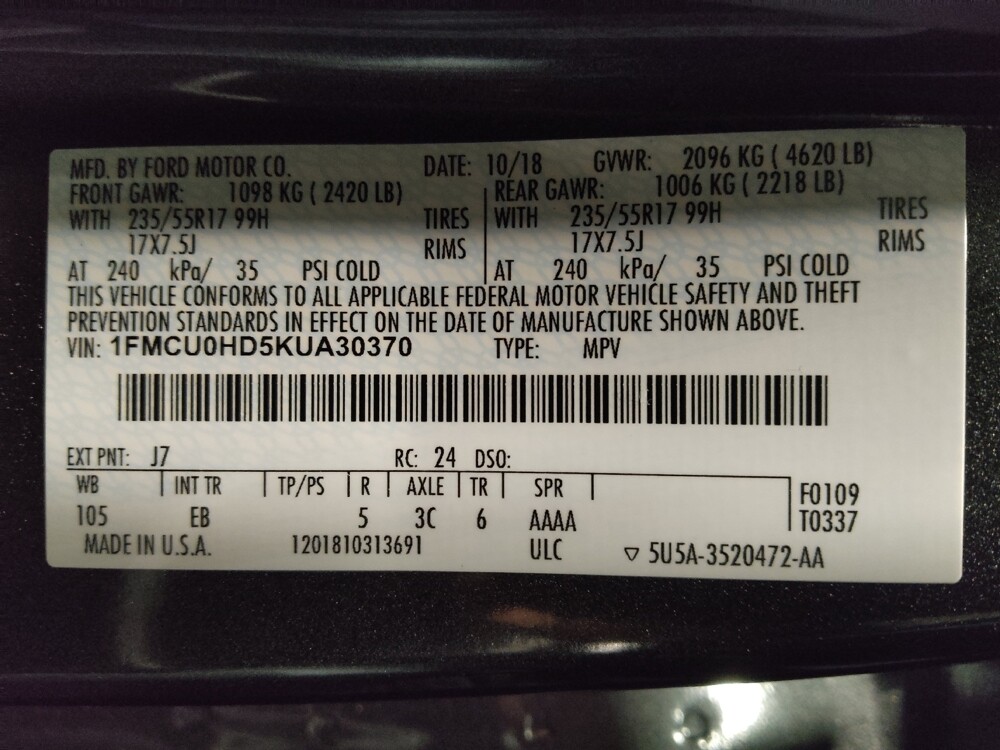 MFD. BY FORD MOTOR CO. DATE: 10/18 GVWR: 2096 KG ( 4620 LB)
FRONT GAWR: 1098 KG ( 2420 LB) REAR GAWR: 1006 KG ( 2218 LB)
WITH 235/55R17 99H TIRES WITH 235/55R17 99H TIRES
17X7.5J RIMS 17X7.5J RIMS
AT 240 kPa/ 35 PSI COLD AT 240 kPa/ 35 PSI COLD
THIS VEHICLE CONFORMS TO ALL APPLICABLE FEDERAL MOTOR VEHICLE SAFETY AND THEFT
PREVENTION STANDARDS IN EFFECT ON THE DATE OF MANUFACTURE SHOWN ABOVE.
VIN: 1FMCU0HD5KUA30370 TYPE: MPV
EXT PNT: J7 RC: 24 DSO:
WB INT TR TP/PS R AXLE TR SPR F0109
105 EB 5 3C 6 AAAA T0337
MADE IN U.S.A. 1201810313691 ULC ▽ 5U5A-3520472-AA